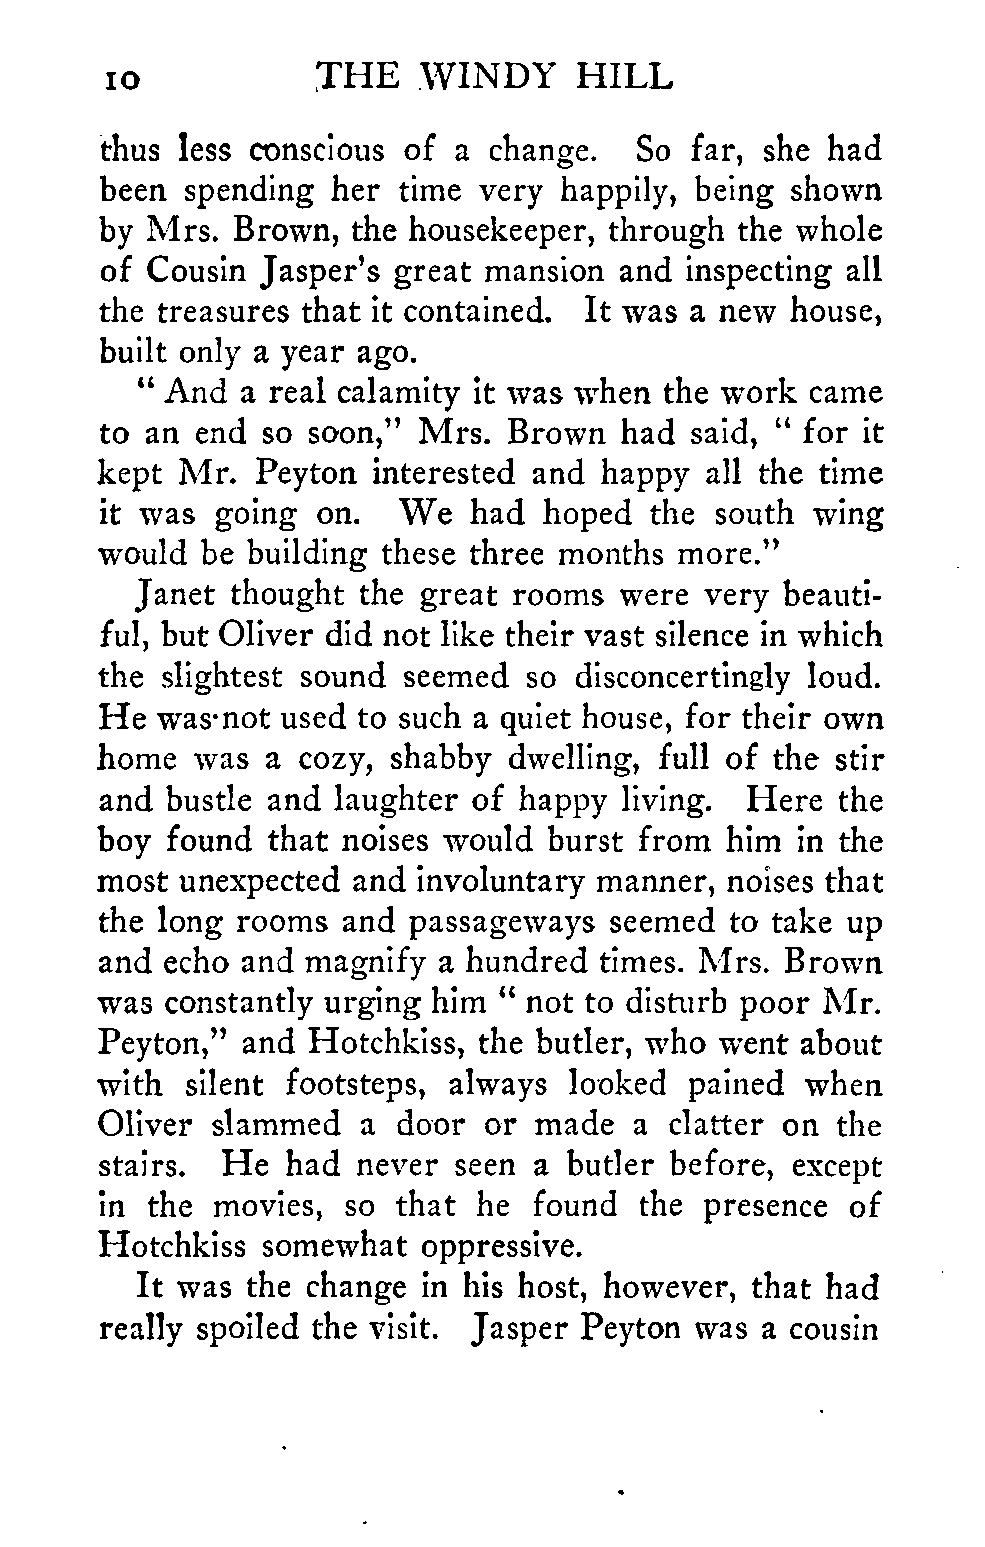 10 THE WINDY HILL
thus less conscious of a change. So far, she had
been spending her time very happily, being shown
by Mrs. Brown, the housekeeper, through the whole
of Cousin Jasper's great mansion and inspecting all
the treasures that it contained. It was a new house,
built only a year ago.
" And a real calamity it was when the work came
to an end so soon," Mrs. Brown had said, " for it
kept Mr. Peyton interested and happy all the time
it was going on. We had hoped the south wing
would be building these three months more."
Janet thought the great rooms were very beauti-
ful, but Oliver did not like their vast silence in which
the slightest sound seemed so disconcertingly loud.
He was not used to such a quiet house, for their own
home was a cozy, shabby dwelling, full of the stir
and bustle and laughter of happy living. Here the
boy found that noises would burst from him in the
most unexpected and involuntary manner, noises that
the long rooms and passageways seemed to take up
and echo and magnify a hundred times. Mrs. Brown
was constantly urging him " not to disturb poor Mr.
Peyton," and Hotchkiss, the butler, who went about
with silent footsteps, always looked pained when
Oliver slammed a door or made a clatter on the
stairs. He had never seen a butler before, except
in the movies, so that he found the presence of
Hotchkiss somewhat oppressive.
It was the change in his host, however, that had
really spoiled the visit. Jasper Peyton was a cousin